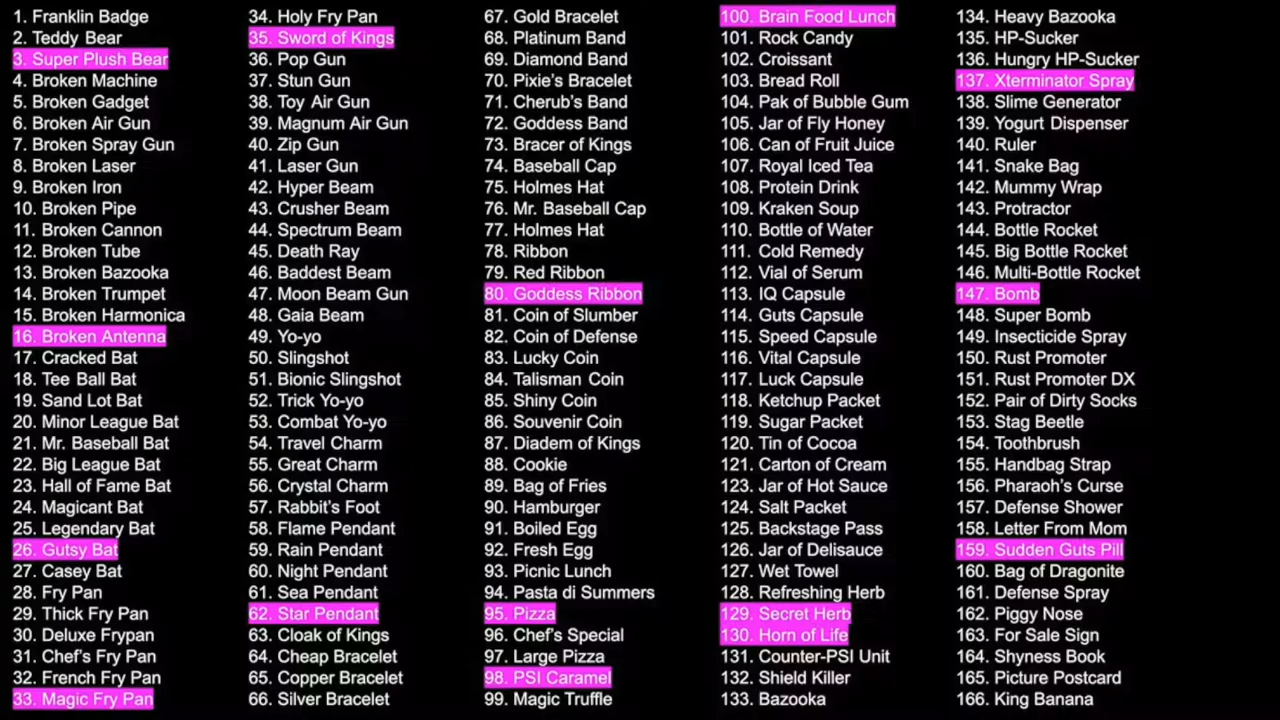 1. Franklin Badge
2. Teddy Bear
3. Super Plush Bear
4. Broken Machine
5. Broken Gadget
6. Broken Air Gun
7. Broken Spray Gun
8. Broken Laser
9. Broken Iron
10. Broken Pipe
11. Broken Cannon
12. Broken Tube
13. Broken Bazooka
14. Broken Trumpet
15. Broken Harmonica
16. Broken Antenna
17. Cracked Bat
18. Tee Ball Bat
19. Sand Lot Bat
20. Minor League Bat
21. Mr. Baseball Bat
22. Big League Bat
23. Hall of Fame Bat
24. Magicant Bat
25. Legendary Bat
26. Gutsy Bat
27. Casey Bat
28. Fry Pan
29. Thick Fry Pan
30. Deluxe Frypan
31. Chef's Fry Pan
32. French Fry Pan
33. Magic Fry Pan
34. Holy Fry Pan
35. Sword of Kings
36. Pop Gun
37. Stun Gun
38. Toy Air Gun
39. Magnum Air Gun
40. Zip Gun
41. Laser Gun
42. Hyper Beam
43. Crusher Beam
44. Spectrum Beam
45. Death Ray
46. Baddest Beam
47. Moon Beam Gun
48. Gaia Beam
49. Yo-yo
50. Slingshot
51. Bionic Slingshot
52. Trick Yo-yo
53. Combat Yo-yo
54. Travel Charm
55. Great Charm
56. Crystal Charm
57. Rabbit's Foot
58. Flame Pendant
59. Rain Pendant
60. Night Pendant
61. Sea Pendant
62. Star Pendant
63. Cloak of Kings
64. Cheap Bracelet
65. Copper Bracelet
66. Silver Bracelet
67. Gold Bracelet
68. Platinum Band
69. Diamond Band
70. Pixie's Bracelet
71. Cherub's Band
72. Goddess Band
73. Bracer of Kings
74. Baseball Cap
75. Holmes Hat
76. Mr. Baseball Cap
77. Holmes Hat
78. Ribbon
79. Red Ribbon
80. Goddess Ribbon
81. Coin of Slumber
82. Coin of Defense
83. Lucky Coin
84. Talisman Coin
85. Shiny Coin
86. Souvenir Coin
87. Diadem of Kings
88. Cookie
89. Bag of Fries
90. Hamburger
91. Boiled Egg
92. Fresh Egg
93. Picnic Lunch
94. Pasta di Summers
95. Pizza
96. Chef's Special
97. Large Pizza
98. PSI Caramel
99. Magic Truffle
100. Brain Food Lunch
101. Rock Candy
102. Croissant
103. Bread Roll
104. Pak of Bubble Gum
105. Jar of Fly Honey
106. Can of Fruit Juice
107. Royal Iced Tea
108. Protein Drink
109. Kraken Soup
110. Bottle of Water
111. Cold Remedy
112. Vial of Serum
113. IQ Capsule
114. Guts Capsule
115. Speed Capsule
116. Vital Capsule
117. Luck Capsule
118. Ketchup Packet
119. Sugar Packet
120. Tin of Cocoa
121. Carton of Cream
123. Jar of Hot Sauce
124. Salt Packet
125. Backstage Pass
126. Jar of Delisauce
127. Wet Towel
128. Refreshing Herb
129. Secret Herb
130. Horn of Life
131. Counter-PSI Unit
132. Shield Killer
133. Bazooka
134. Heavy Bazooka
135. HP-Sucker
136. Hungry HP-Sucker
137. Xterminator Spray
138. Slime Generator
139. Yogurt Dispenser
140. Ruler
141. Snake Bag
142. Mummy Wrap
143. Protractor
144. Bottle Rocket
145. Big Bottle Rocket
146. Multi-Bottle Rocket
147. Bomb
148. Super Bomb
149. Insecticide Spray
150. Rust Promoter
151. Rust Promoter DX
152. Pair of Dirty Socks
153. Stag Beetle
154. Toothbrush
155. Handbag Strap
156. Pharaoh's Curse
157. Defense Shower
158. Letter From Mom
159. Sudden Guts Pill
160. Bag of Dragonite
161. Defense Spray
162. Piggy Nose
163. For Sale Sign
164. Shyness Book
165. Picture Postcard
166. King Banana